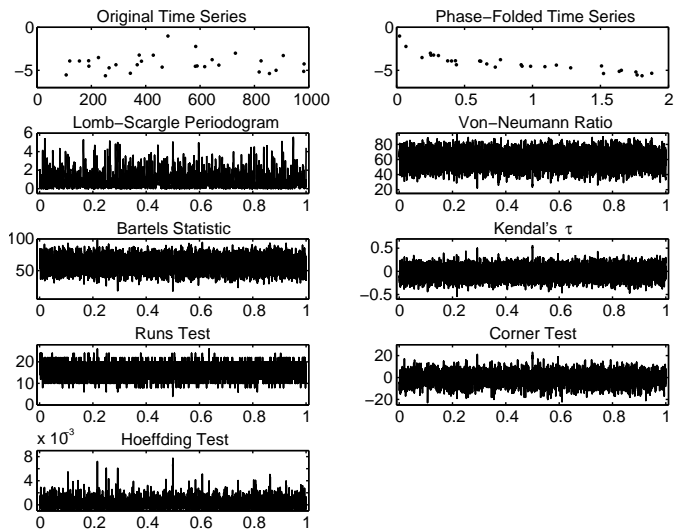 Original Time Series
0
−5
0 200 400 600 800 1000
Phase−Folded Time Series
0
−5
0 0.5 1 1.5 2
Lomb−Scargle Periodogram
6
4
2
0
0 0.2 0.4 0.6 0.8 1
Von−Neumann Ratio
80
60
40
20
0 0.2 0.4 0.6 0.8 1
Bartels Statistic
100
50
0 0.2 0.4 0.6 0.8 1
Kendal's τ
0.5
0
−0.5
0 0.2 0.4 0.6 0.8 1
Runs Test
20
10
0
0 0.2 0.4 0.6 0.8 1
Corner Test
20
0
−20
0 0.2 0.4 0.6 0.8 1
x 10⁻³
Hoeffding Test
8
4
0
0 0.2 0.4 0.6 0.8 1